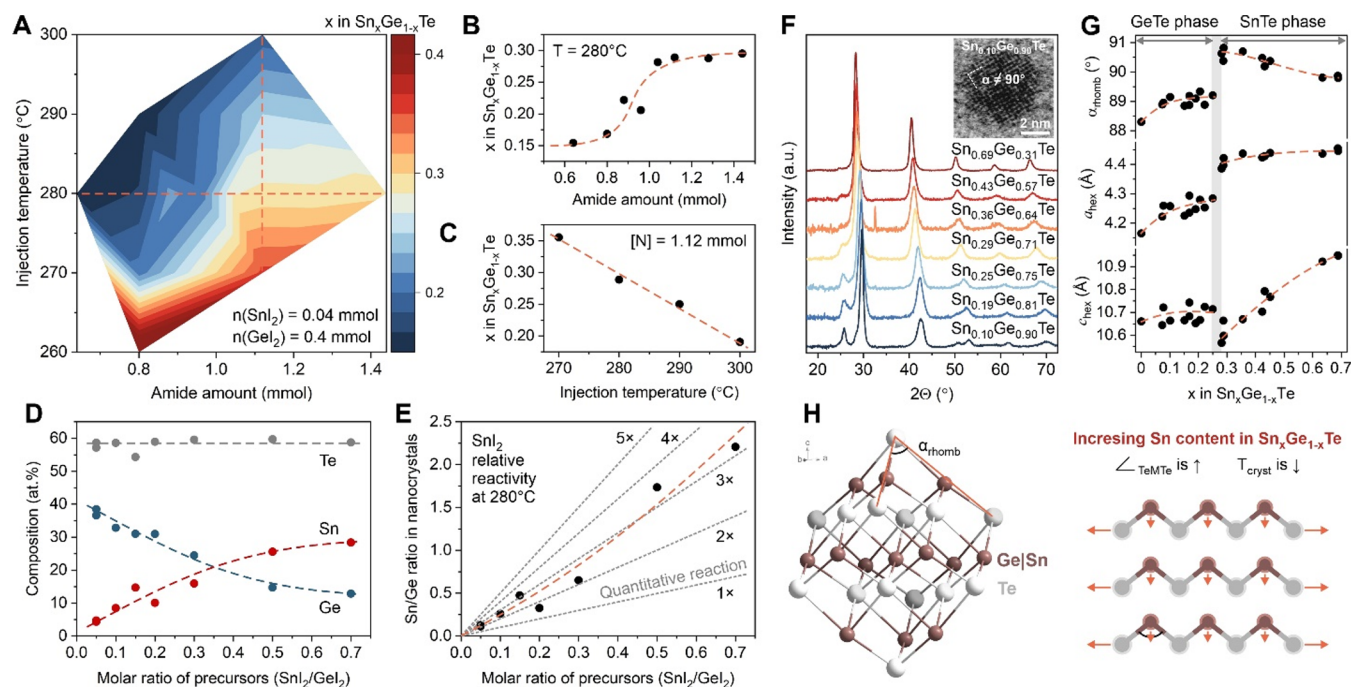 A
x in SnxGe1-xTe
300
290
280
270
260
Injection temperature (°C)
0.4
0.3
0.2
n(SnI2) = 0.04 mmol
n(GeI2) = 0.4 mmol
0.8 1.0 1.2 1.4
Amide amount (mmol)
B
T = 280°C
0.30
0.25
0.20
0.15
x in SnxGe1-xTe
0.6 0.8 1.0 1.2 1.4
Amide amount (mmol)
C
[N] = 1.12 mmol
0.35
0.30
0.25
0.20
x in SnxGe1-xTe
270 280 290 300
Injection temperature (°C)
D
70
60
50
40
30
20
10
0
Composition (at.%)
Te
Sn
Ge
0.0 0.1 0.2 0.3 0.4 0.5 0.6 0.7
Molar ratio of precursors (SnI2/GeI2)
E
SnI2
relative
reactivity
at 280°C
5×
4×
3×
2×
1×
Quantitative reaction
2.5
2.0
1.5
1.0
0.5
0.0
Sn/Ge ratio in nanocrystals
0.0 0.1 0.2 0.3 0.4 0.5 0.6 0.7
Molar ratio of precursors (SnI2/GeI2)
F
Sn0.10Ge0.90Te
α ≠ 90°
2 nm
Sn0.69Ge0.31Te
Sn0.43Ge0.57Te
Sn0.36Ge0.64Te
Sn0.29Ge0.71Te
Sn0.25Ge0.75Te
Sn0.19Ge0.81Te
Sn0.10Ge0.90Te
Intensity (a.u.)
20 30 40 50 60 70
2Θ (°)
G
GeTe phase
SnTe phase
91
90
89
88
αrhomb (°)
4.4
4.3
4.2
ahex (Å)
10.9
10.8
10.7
10.6
chex (Å)
0 0.1 0.2 0.3 0.4 0.5 0.6 0.7
x in SnxGe1-xTe
H
c
b
a
αrhomb
Ge|Sn
Te
Incresing Sn content in SnxGe1-xTe
∠TeMTe is ↑
Tcryst is ↓